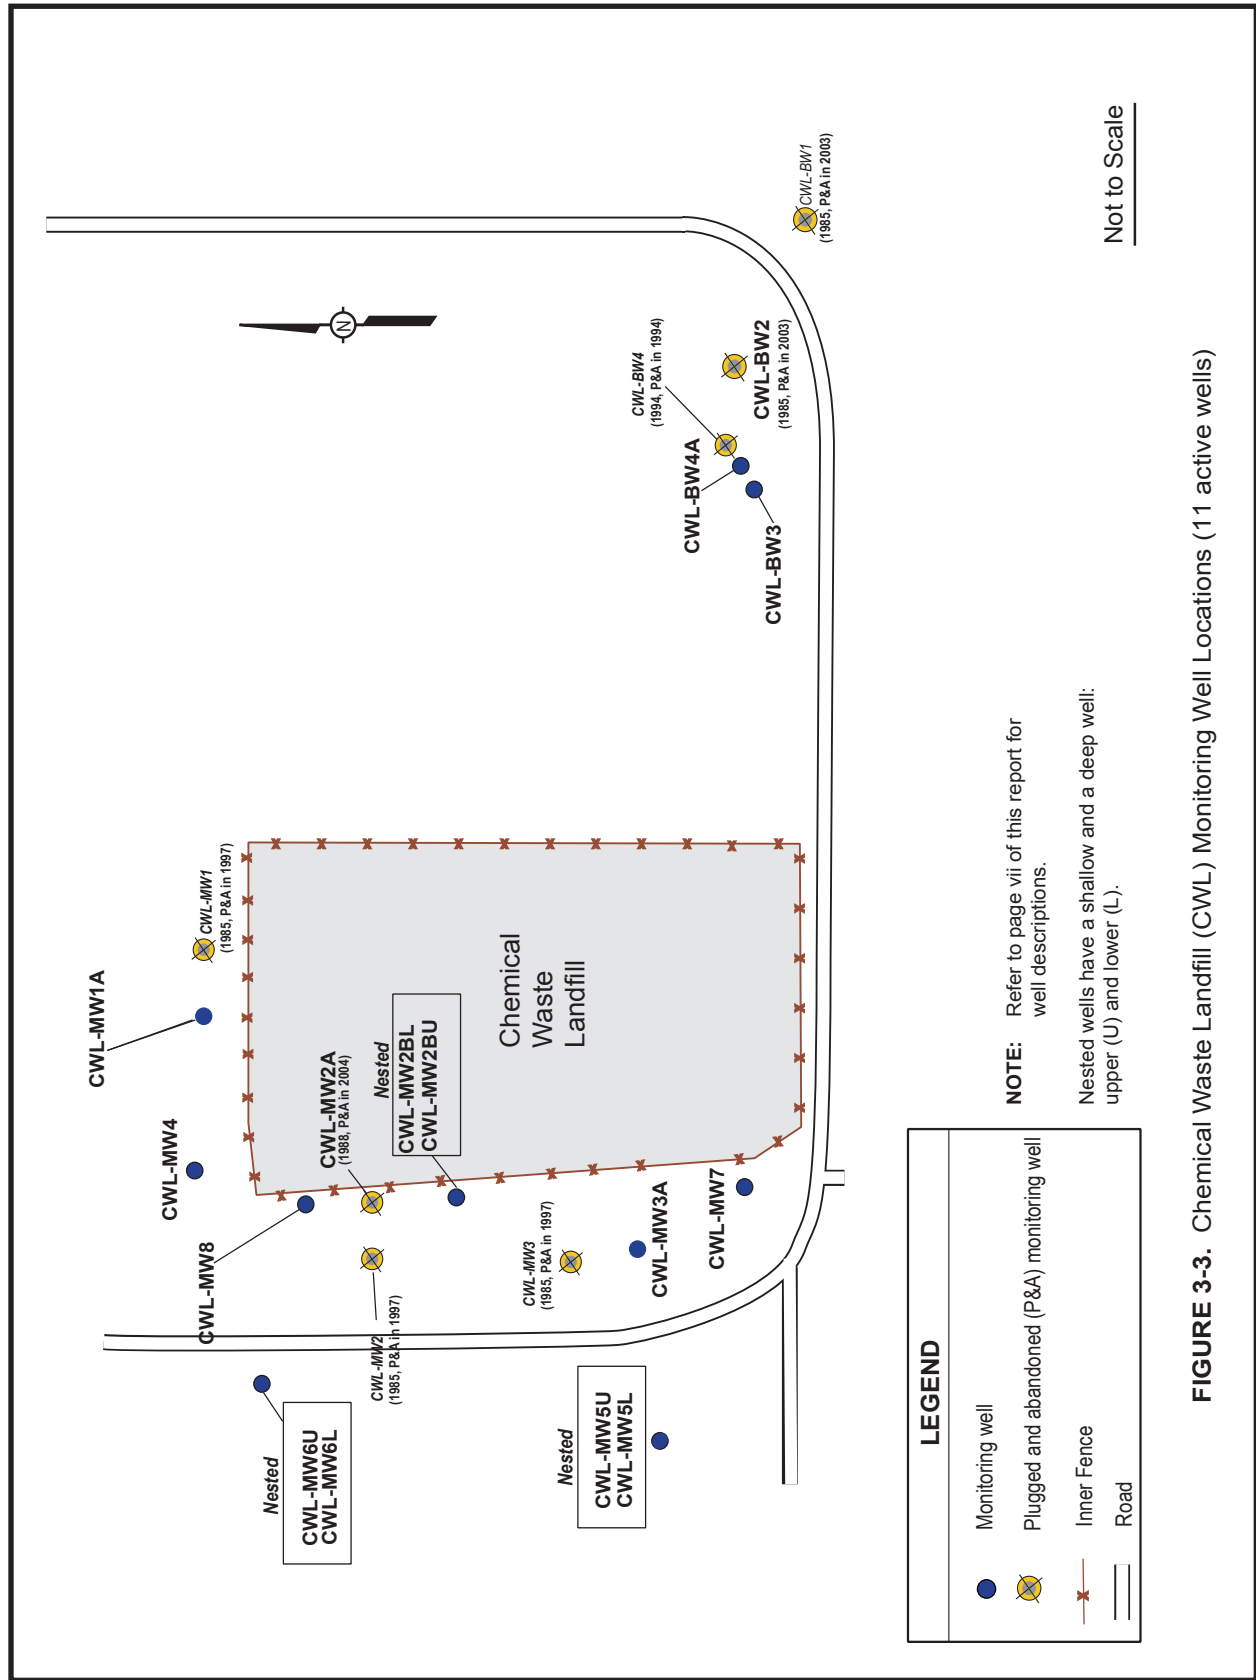 CWL-MW6U
CWL-MW6L
Nested
CWL-MW5U
CWL-MW5L
Nested
CWL-MW8
CWL-MW4
CWL-MW1A
CWL-MW1
(1985, P&A in 1997)
CWL-MW2
(1985, P&A in 1997)
CWL-MW2A
(1988, P&A in 2004)
Nested
CWL-MW2BL
CWL-MW2BU
CWL-MW3
(1985, P&A in 1997)
CWL-MW3A
CWL-MW7
Chemical
Waste
Landfill
N
CWL-BW4
(1994, P&A in 1994)
CWL-BW4A
CWL-BW3
CWL-BW2
(1985, P&A in 2003)
CWL-BW1
(1985, P&A in 2003)
Not to Scale
LEGEND
Monitoring well
Plugged and abandoned (P&A) monitoring well
Inner Fence
Road
NOTE: Refer to page vii of this report for
well descriptions.
Nested wells have a shallow and a deep well:
upper (U) and lower (L).
FIGURE 3-3. Chemical Waste Landfill (CWL) Monitoring Well Locations (11 active wells)